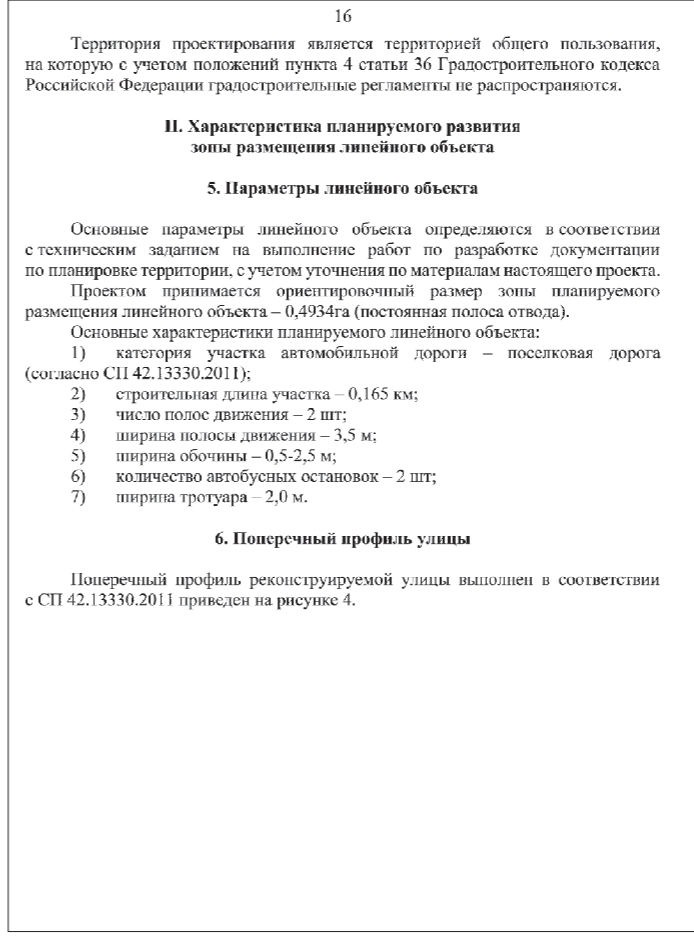 16
Территория проектирования является территорией общего пользования,
на которую с учетом положений пункта 4 статьи 36 Градостроительного кодекса
Российской Федерации градостроительные регламенты не распространяются.
II. Характеристика планируемого развития
зоны размещения линейного объекта
5. Параметры линейного объекта
Основные параметры линейного объекта определяются в соответствии
с техническим заданием на выполнение работ по разработке документации
по планировке территории, с учетом уточнения по материалам настоящего проекта.
Проектом принимается ориентировочный размер зоны планируемого
размещения линейного объекта – 0,4934га (постоянная полоса отвода).
Основные характеристики планируемого линейного объекта:
1) категория участка автомобильной дороги – поселковая дорога
(согласно СП 42.13330.2011);
2) строительная длина участка – 0,165 км;
3) число полос движения – 2 шт;
4) ширина полосы движения – 3,5 м;
5) ширина обочины – 0,5-2,5 м;
6) количество автобусных остановок – 2 шт;
7) ширина тротуара – 2,0 м.
6. Поперечный профиль улицы
Поперечный профиль реконструируемой улицы выполнен в соответствии
с СП 42.13330.2011 приведен на рисунке 4.